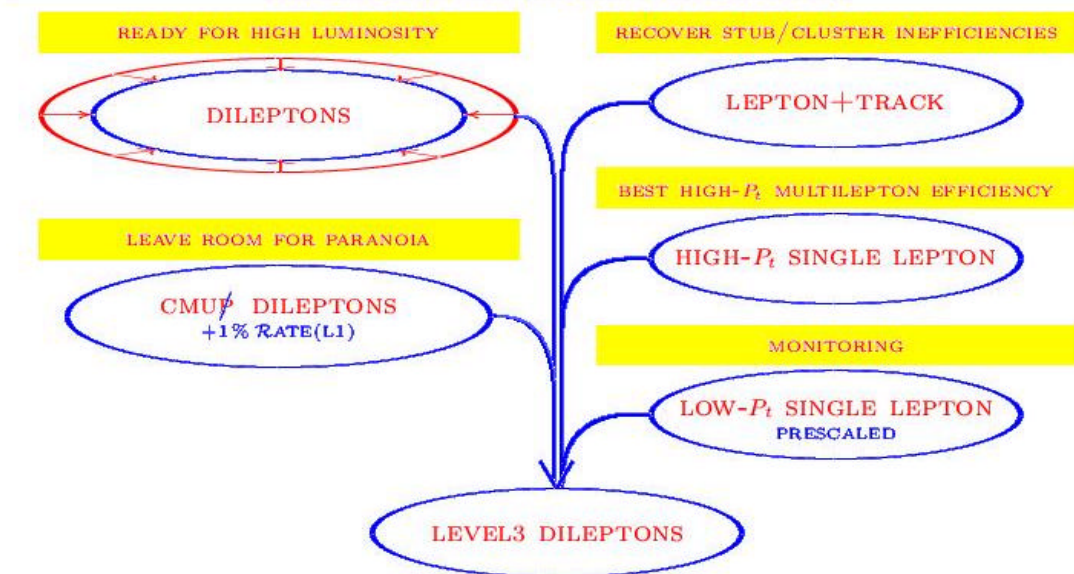 READY FOR HIGH LUMINOSITY
DILEPTONS
LEAVE ROOM FOR PARANOIA
CMUP DILEPTONS
+1% RATE(L1)
RECOVER STUB/CLUSTER INEFFICIENCIES
LEPTON+TRACK
BEST HIGH-Pt MULTILEPTON EFFICIENCY
HIGH-Pt SINGLE LEPTON
MONITORING
LOW-Pt SINGLE LEPTON
PRESCALED
LEVEL3 DILEPTONS